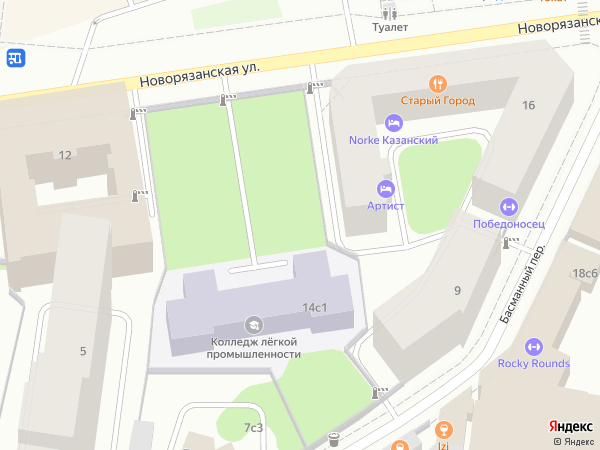 Туалет
Новорязанская ул.
Старый Город
16
Norke Казанский
12
Артист
Победоносец
Басманный пер.
18с6
9
14с1
Колледж лёгкой
промышленности
5
Rocky Rounds
7с3
Izi
Яндекс
© Яндекс